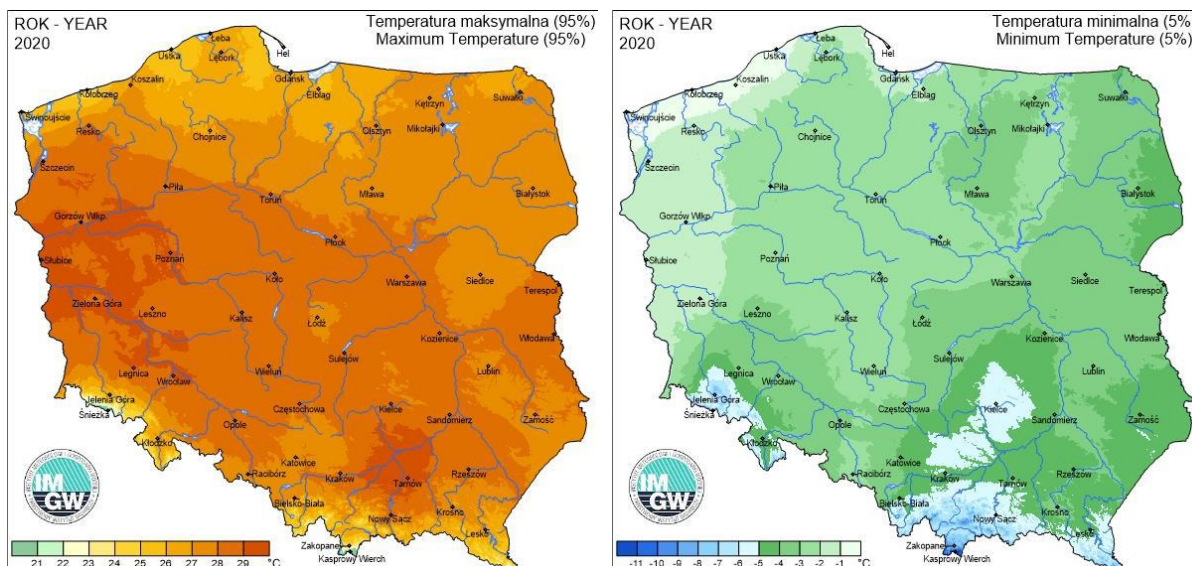 ROK - YEAR
2020
Temperatura maksymalna (95%)
Maximum Temperature (95%)
Łeba
Hel
Ustka
Lębork
Gdańsk
Koszalin
Kołobrzeg
Elbląg
Kętrzyn
Suwałki
Świnoujście
Resko
Chojnice
Olsztyn
Mikołajki
Szczecin
Piła
Mława
Białystok
Toruń
Gorzów Wlkp.
Płock
Słubice
Poznań
Koło
Warszawa
Siedlce
Terespol
Zielona Góra
Leszno
Kalisz
Łódź
Kozienice
Włodawa
Sulejów
Legnica
Wrocław
Wieluń
Lublin
Jelenia Góra
Śnieżka
Częstochowa
Kielce
Sandomierz
Zamość
Opole
Kłodzko
Katowice
Racibórz
Kraków
Tarnów
Rzeszów
Bielsko-Biała
Nowy Sącz
Krosno
Lesko
Zakopane
Kasprowy Wierch
IM
GW
21 22 23 24 25 26 27 28 29 °C
ROK - YEAR
2020
Temperatura minimalna (5%
Minimum Temperature (5%)
Łeba
Hel
Ustka
Lębork
Gdańsk
Koszalin
Kołobrzeg
Elbląg
Kętrzyn
Suwałki
Świnoujście
Resko
Chojnice
Olsztyn
Mikołajki
Szczecin
Piła
Mława
Białystok
Toruń
Gorzów Wlkp.
Płock
Słubice
Poznań
Koło
Warszawa
Siedlce
Terespol
Zielona Góra
Leszno
Kalisz
Łódź
Kozienice
Włodawa
Sulejów
Legnica
Wrocław
Wieluń
Lublin
Jelenia Góra
Śnieżka
Częstochowa
Kielce
Sandomierz
Zamość
Opole
Kłodzko
Katowice
Racibórz
Kraków
Tarnów
Rzeszów
Bielsko-Biała
Nowy Sącz
Krosno
Lesko
Zakopane
Kasprowy Wierch
IM
GW
-11 -10 -9 -8 -7 -6 -5 -4 -3 -2 -1 °C